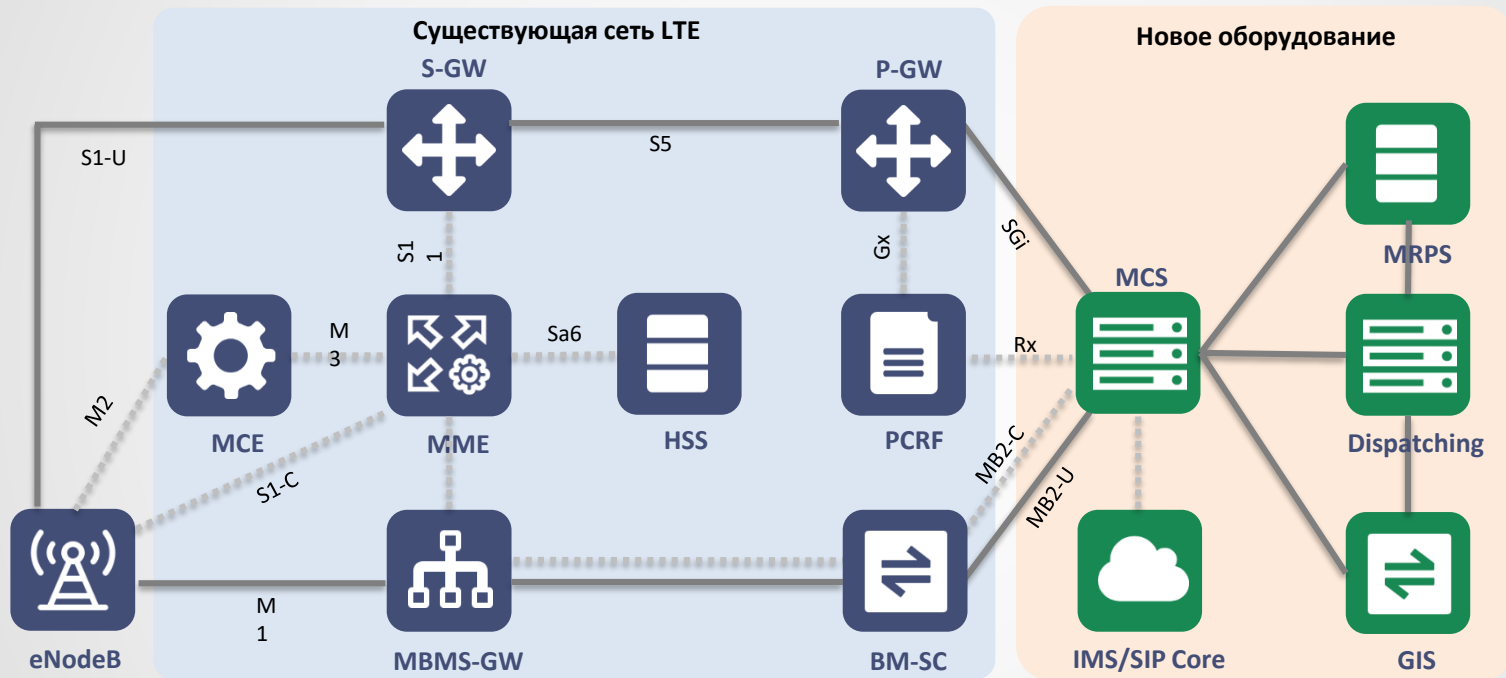 Существующая сеть LTE
Новое оборудование
S-GW
P-GW
S1-U
S5
SGi
S1
1
Gx
MRPS
MCS
M
3
Sa6
Rx
M2
MCE
MME
HSS
PCRF
Dispatching
S1-C
MB2-C
MB2-U
M
1
eNodeB
MBMS-GW
BM-SC
IMS/SIP Core
GIS